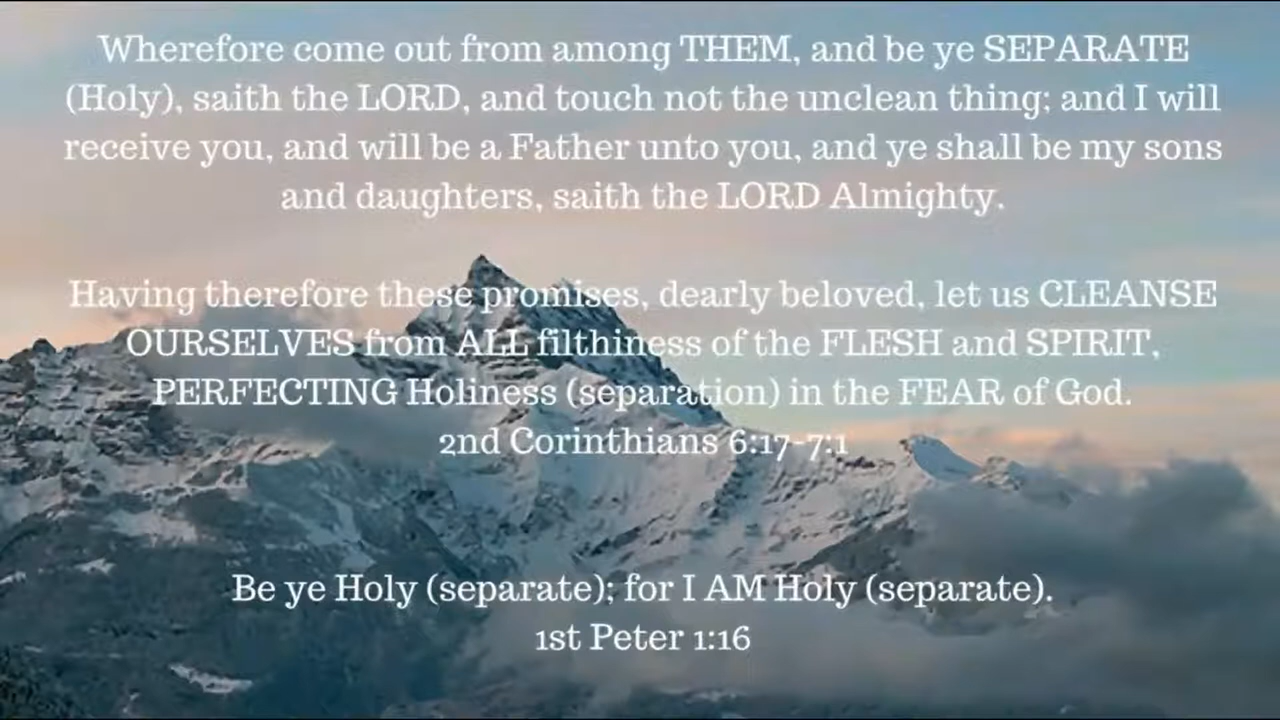 Wherefore come out from among THEM, and be ye SEPARATE
(Holy), saith the LORD, and touch not the unclean thing; and I will
receive you, and will be a Father unto you, and ye shall be my sons
and daughters, saith the LORD Almighty.
Having therefore these promises, dearly beloved, let us CLEANSE
OURSELVES from ALL filthiness of the FLESH and SPIRIT,
PERFECTING Holiness (separation) in the FEAR of God.
2nd Corinthians 6:17-7:1
Be ye Holy (separate); for I AM Holy (separate).
1st Peter 1:16